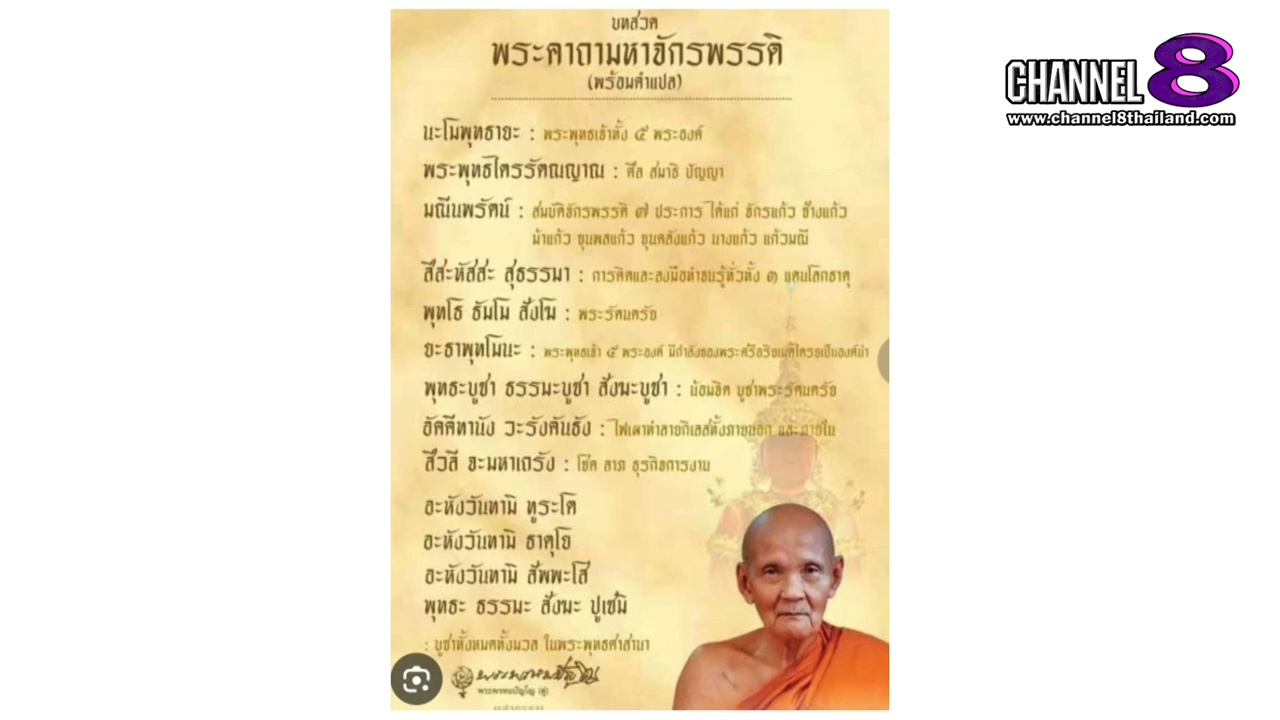 บทสวด
พระคาถามหาจักรพรรดิ
(พร้อมคำแปล)
CHANNEL 8
www.channel8thailand.com
นะโมพุทธายะ : พระพุทธเจ้าทั้ง ๕ พระองค์
พระพุทธไตรรัตณญาณ : ศีล สมาธิ ปัญญา
มณีนพรัตน์ : สมบัติจักรพรรดิ ๗ ประการ ได้แก่ จักรแก้ว ช้างแก้ว
ม้าแก้ว ขุนพลแก้ว ขุนคลังแก้ว นางแก้ว แก้วมณี
สีสะหัสสะ สุธรรมา : การคิดและลงมือทำจนรู้ทั่วทั้ง ๓ แดนโลกธาตุ
พุทโธ ธัมโม สังโฆ : พระรัตนตรัย
ยะธาพุทโมนะ : พระพุทธเจ้า ๕ พระองค์ มีกำลังของพระศรีอริยเมตไตรยเป็นองค์นำ
พุทธะบูชา ธรรมะบูชา สังฆะบูชา : น้อมจิต บูชาพระรัตนตรัย
อัคคีทานัง วะรังคันธัง : ไฟเผาทำลายกิเลสทั้งภายนอก และภายใน
สีวลี จะมหาเถรัง : โชค ลาภ ธุรกิจการงาน
อะหังวันทามิ ทูระโต
อะหังวันทามิ ธาตุโย
อะหังวันทามิ สัพพะโส
พุทธะ ธรรมะ สังฆะ ปูเชมิ
: บูชาทั้งหมดทั้งมวล ในพระพุทธศาสนา
พระพรหมปัญโญ (ดู่)